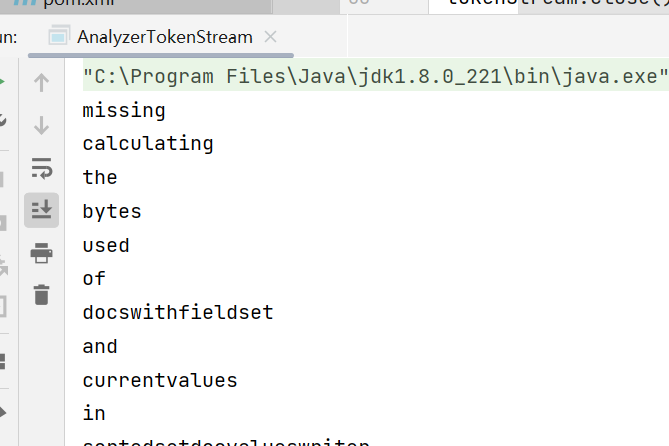 pom.xml
tokenStream.close()
un:
AnalyzerTokenStream
"C:\Program Files\Java\jdk1.8.0_221\bin\java.exe"
missing
calculating
the
bytes
used
of
docswithfieldset
and
currentvalues
in